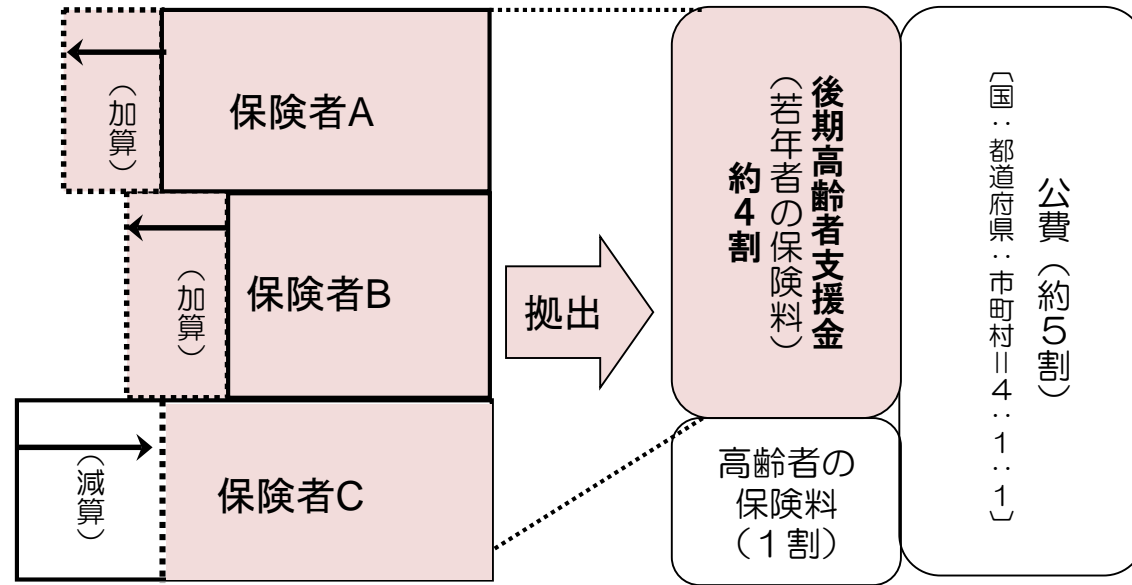 （加算）
保険者A
（加算）
保険者B
（減算）
保険者C
拠出
後期高齢者支援金
（若年者の保険料）
約４割
高齢者の
保険料
（１割）
公費（約５割）
〔国：都道府県：市町村＝４：１：１〕